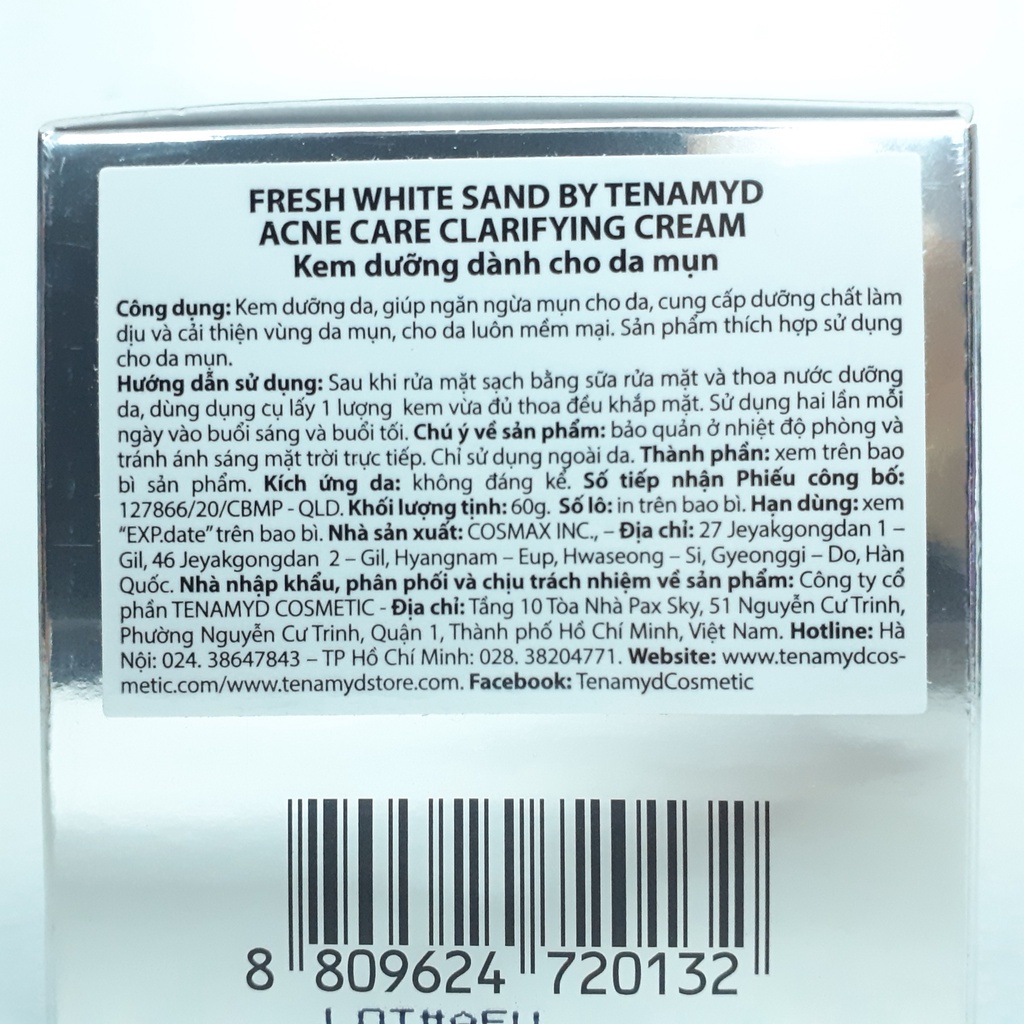 FRESH WHITE SAND BY TENAMYD
ACNE CARE CLARIFYING CREAM
Kem dưỡng dành cho da mụn
Công dụng: Kem dưỡng da, giúp ngăn ngừa mụn cho da, cung cấp dưỡng chất làm
dịu và cải thiện vùng da mụn, cho da luôn mềm mại. Sản phẩm thích hợp sử dụng
cho da mụn.
Hướng dẫn sử dụng: Sau khi rửa mặt sạch bằng sữa rửa mặt và thoa nước dưỡng
da, dùng dụng cụ lấy 1 lượng kem vừa đủ thoa đều khắp mặt. Sử dụng hai lần mỗi
ngày vào buổi sáng và buổi tối. Chú ý về sản phẩm: bảo quản ở nhiệt độ phòng và
tránh ánh sáng mặt trời trực tiếp. Chỉ sử dụng ngoài da. Thành phần: xem trên bao
bì sản phẩm. Kích ứng da: không đáng kể. Số tiếp nhận Phiếu công bố:
127866/20/CBMP - QLD. Khối lượng tịnh: 60g. Số lô: in trên bao bì. Hạn dùng: xem
“EXP.date” trên bao bì. Nhà sản xuất: COSMAX INC., – Địa chỉ: 27 Jeyakgongdan 1 –
Gil, 46 Jeyakgongdan 2 – Gil, Hyangnam – Eup, Hwaseong – Si, Gyeonggi – Do, Hàn
Quốc. Nhà nhập khẩu, phân phối và chịu trách nhiệm về sản phẩm: Công ty cổ
phần TENAMYD COSMETIC - Địa chỉ: Tầng 10 Tòa Nhà Pax Sky, 51 Nguyễn Cư Trinh,
Phường Nguyễn Cư Trinh, Quận 1, Thành phố Hồ Chí Minh, Việt Nam. Hotline: Hà
Nội: 024. 38647843 – TP Hồ Chí Minh: 028. 38204771. Website: www.tenamydcos-
metic.com/www.tenamydstore.com. Facebook: TenamydCosmetic
8 809624 720132